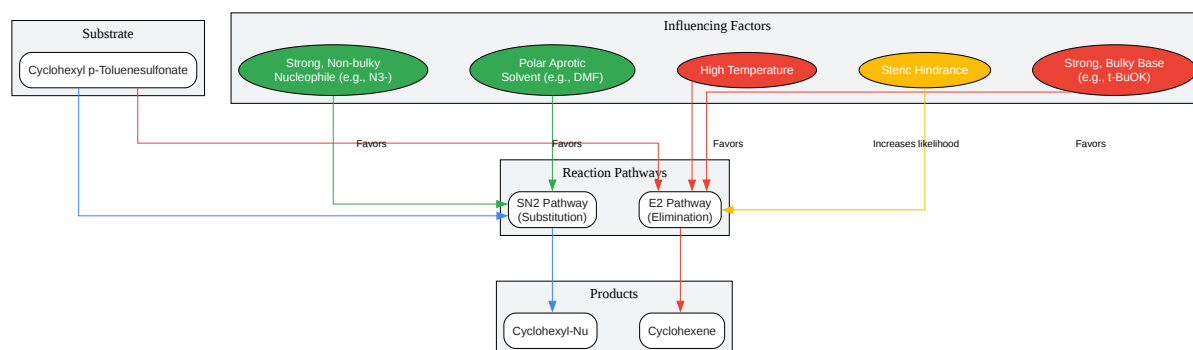 Substrate
Cyclohexyl p-Toluenesulfonate
Influencing Factors
Strong, Non-bulky
Nucleophile (e.g., N3-)
Polar Aprotic
Solvent (e.g., DMF)
High Temperature
Steric Hindrance
Strong, Bulky Base
(e.g., t-BuOK)
Favors
Favors
Favors
Increases likelihood
Favors
Reaction Pathways
SN2 Pathway
(Substitution)
E2 Pathway
(Elimination)
Products
Cyclohexyl-Nu
Cyclohexene